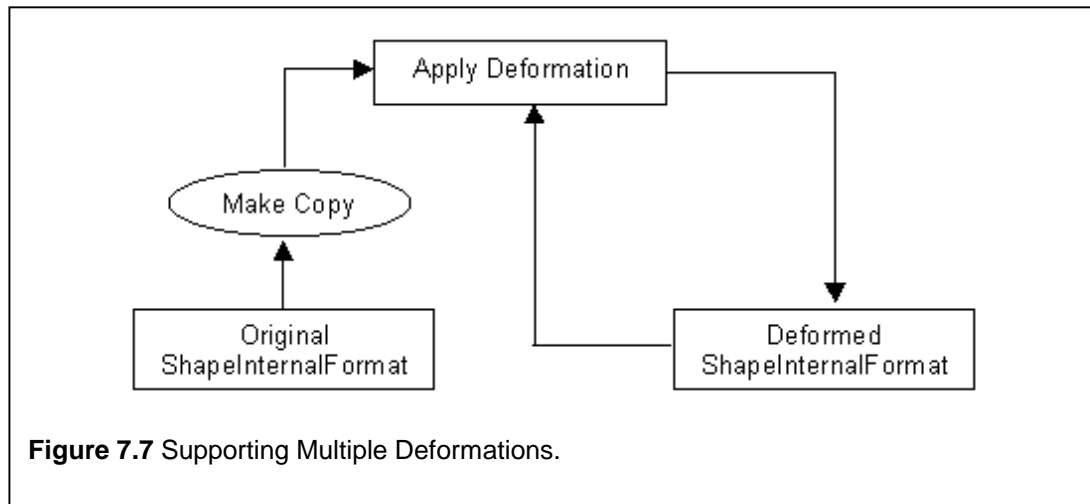 Apply Deformation
Make Copy
Original
ShapeInternalFormat
Deformed
ShapeInternalFormat
Figure 7.7 Supporting Multiple Deformations.